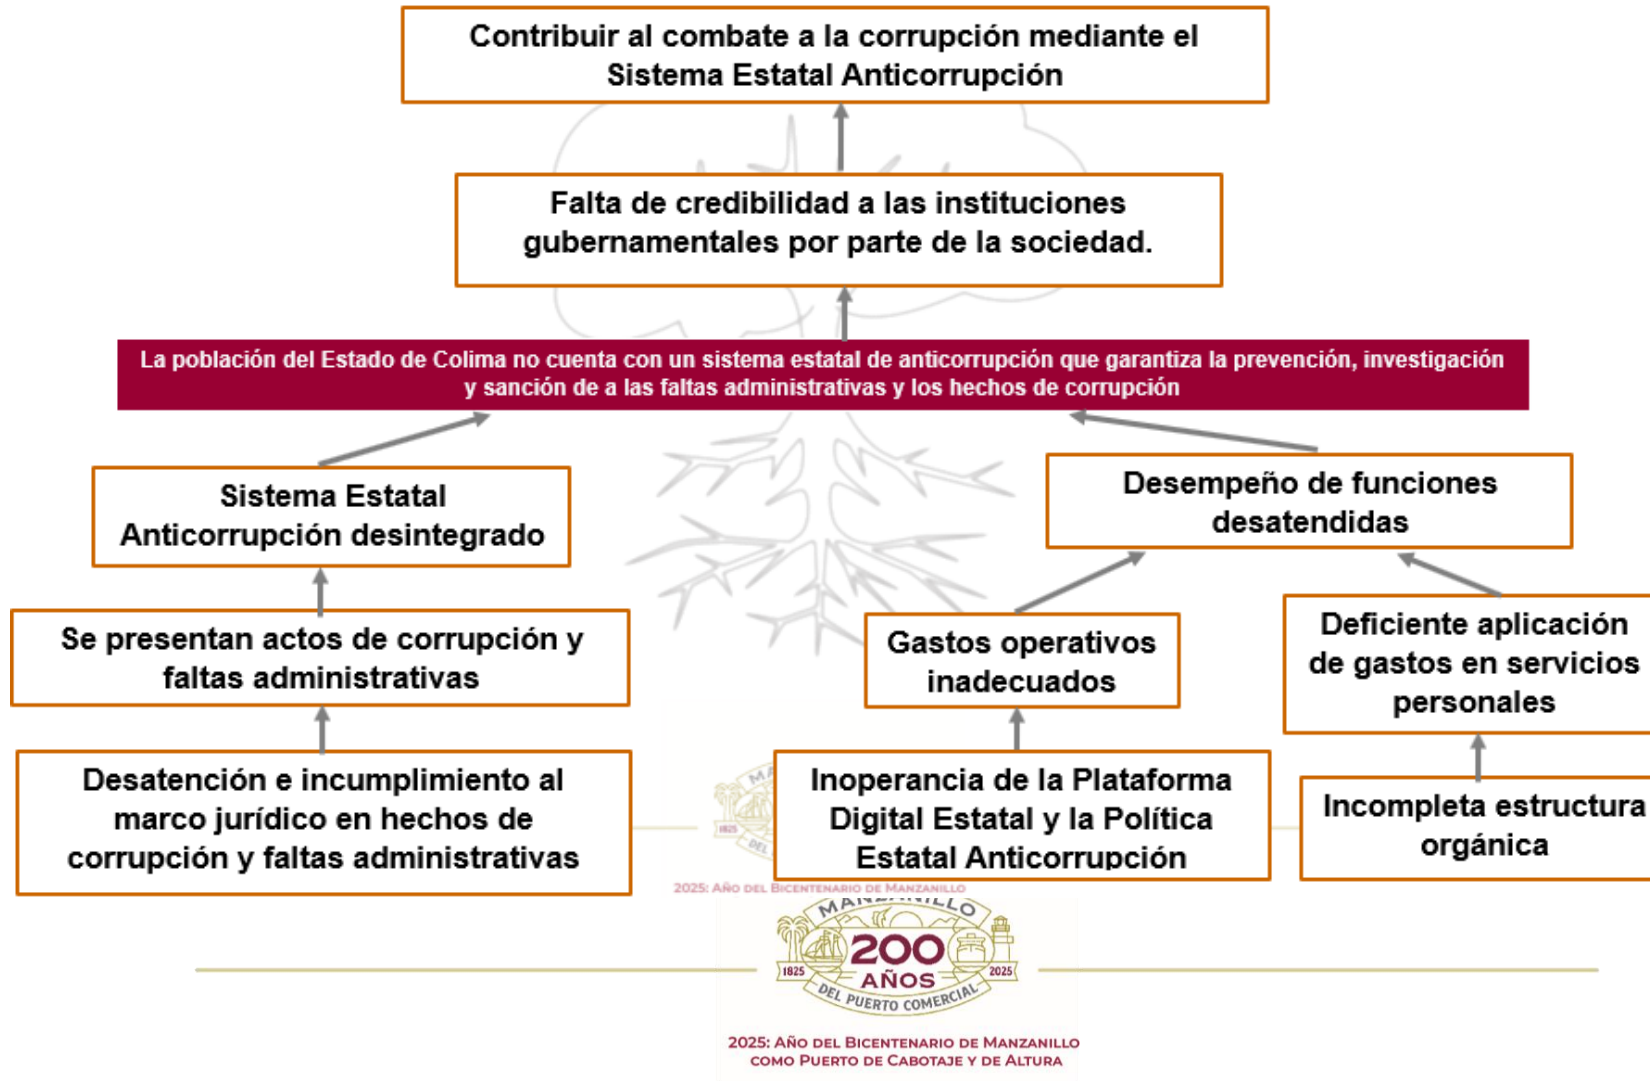 Contribuir al combate a la corrupción mediante el
Sistema Estatal Anticorrupción
Falta de credibilidad a las instituciones
gubernamentales por parte de la sociedad.
La población del Estado de Colima no cuenta con un sistema estatal de anticorrupción que garantiza la prevención, investigación
y sanción de a las faltas administrativas y los hechos de corrupción
Sistema Estatal
Anticorrupción desintegrado
Desempeño de funciones
desatendidas
Se presentan actos de corrupción y
faltas administrativas
Gastos operativos
inadecuados
Deficiente aplicación
de gastos en servicios
personales
Desatención e incumplimiento al
marco jurídico en hechos de
corrupción y faltas administrativas
Inoperancia de la Plataforma
Digital Estatal y la Política
Estatal Anticorrupción
Incompleta estructura
orgánica
1825
2025: AÑO DEL BICENTENARIO DE MANZANILLO
MANZANILLO
200
AÑOS
1825
2025
DEL PUERTO COMERCIAL
2025: AÑO DEL BICENTENARIO DE MANZANILLO
COMO PUERTO DE CABOTAJE Y DE ALTURA